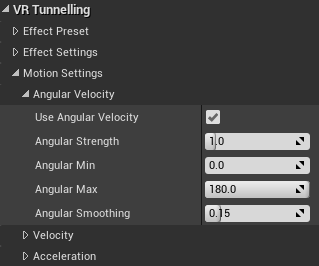 VR Tunnelling
Effect Preset
Effect Settings
Motion Settings
Angular Velocity
Use Angular Velocity
Angular Strength 1.0
Angular Min 0.0
Angular Max 180.0
Angular Smoothing 0.15
Velocity
Acceleration